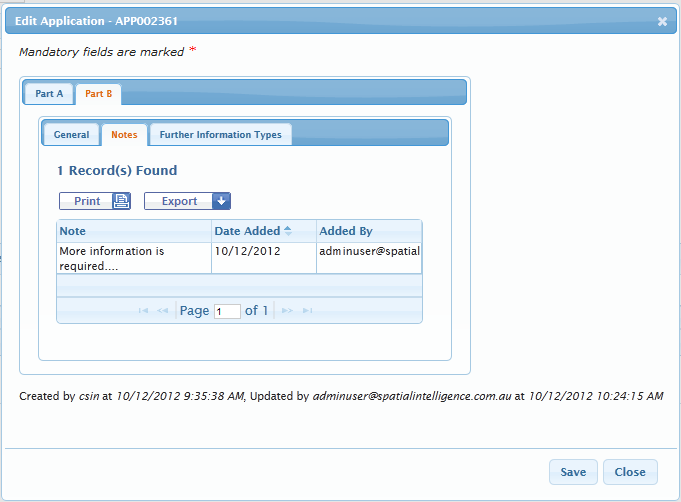 Edit Application - APP002361
Mandatory fields are marked *
Part A Part B
General Notes Further Information Types
1 Record(s) Found
Print Export
Note Date Added Added By
More information is 10/12/2012 adminuser@spatial
required....
Page 1 of 1
Created by csin at 10/12/2012 9:35:38 AM, Updated by adminuser@spatialintelligence.com.au at 10/12/2012 10:24:15 AM
Save Close